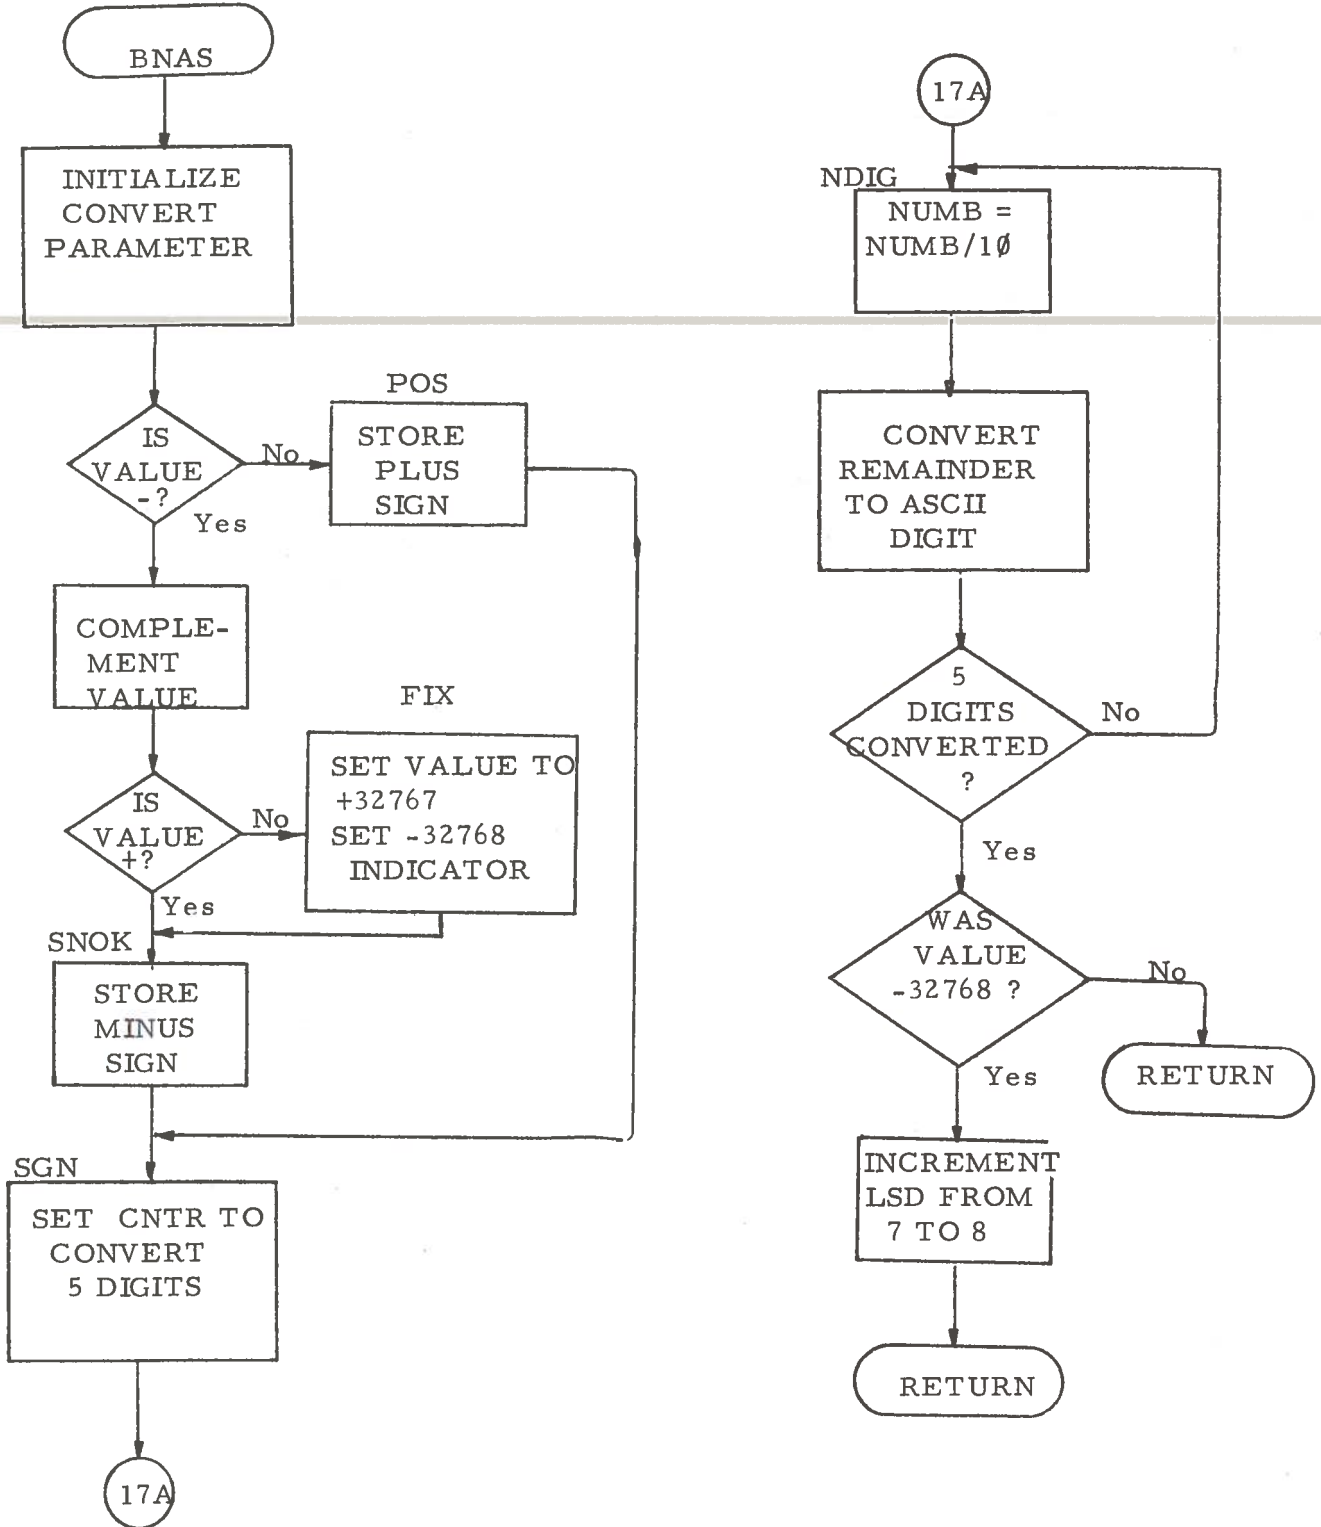 BNAS
INITIALIZE
CONVERT
PARAMETER
IS
VALUE
-?
No
Yes
POS
STORE
PLUS
SIGN
COMPLE-
MENT
VALUE
IS
VALUE
+?
No
Yes
FIX
SET VALUE TO
+32767
SET -32768
INDICATOR
SNOK
STORE
MINUS
SIGN
SGN
SET CNTR TO
CONVERT
5 DIGITS
17A
17A
NDIG
NUMB =
NUMB/1Ø
CONVERT
REMAINDER
TO ASCII
DIGIT
5
DIGITS
CONVERTED
?
No
Yes
WAS
VALUE
-32768 ?
No
RETURN
Yes
INCREMENT
LSD FROM
7 TO 8
RETURN